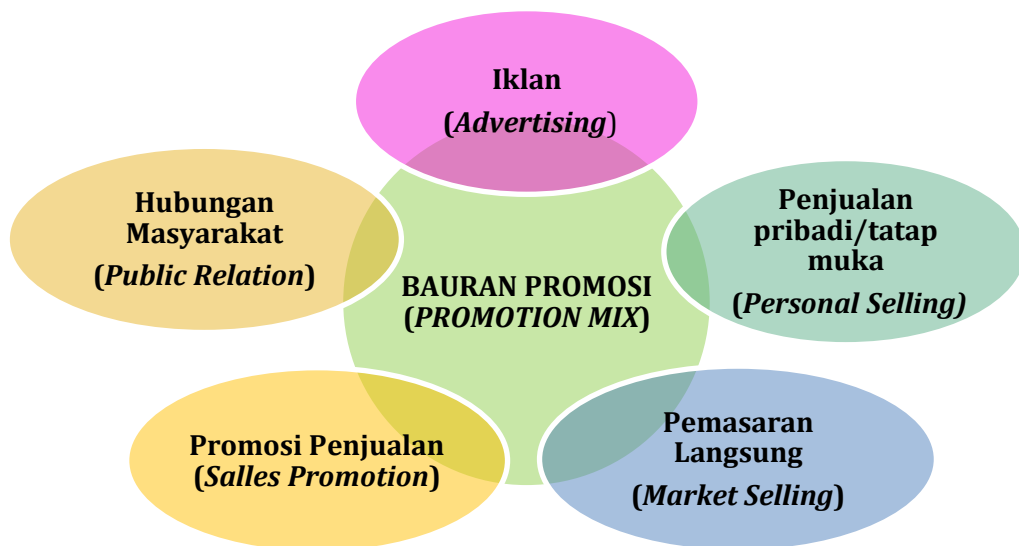 Iklan
(Advertising)
Hubungan
Masyarakat
(Public Relation)
Penjualan
pribadi/tatap
muka
(Personal Selling)
BAURAN PROMOSI
(PROMOTION MIX)
Promosi Penjualan
(Salles Promotion)
Pemasaran
Langsung
(Market Selling)